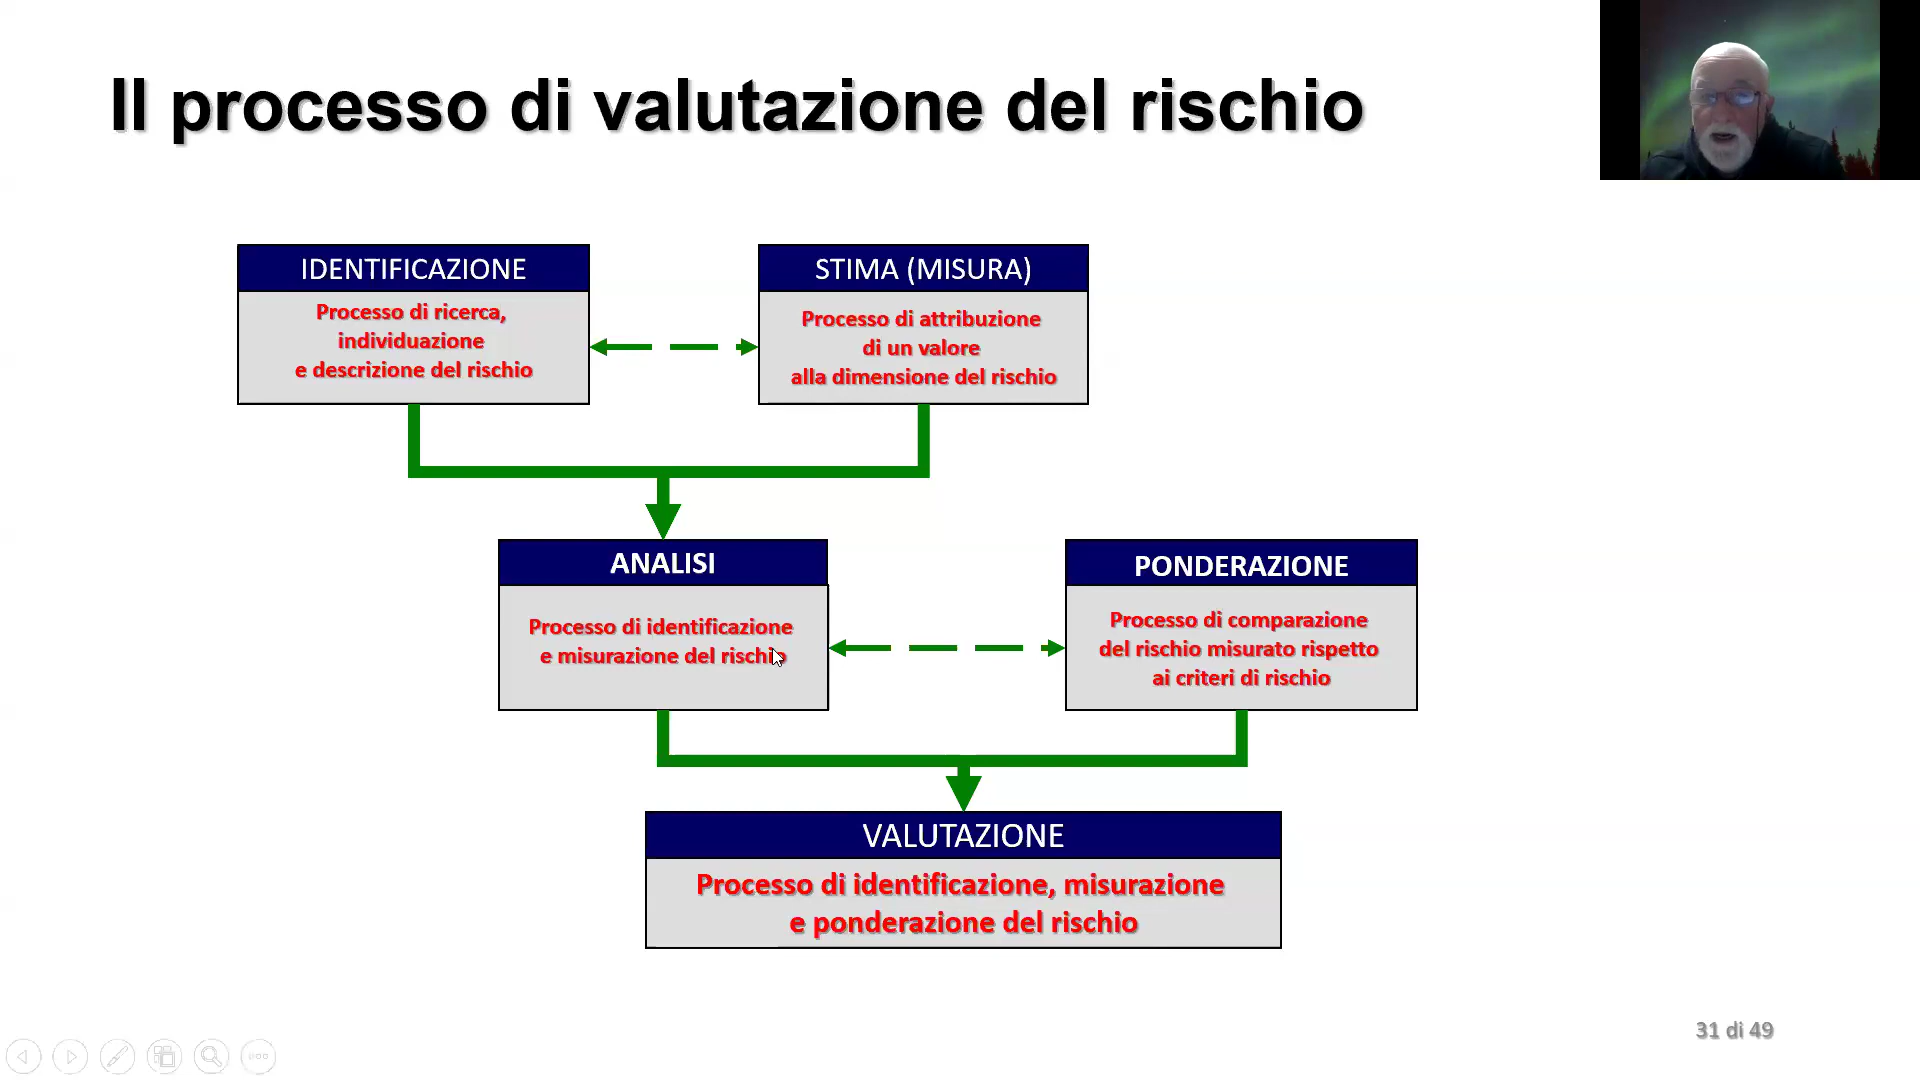 Il processo di valutazione del rischio
IDENTIFICAZIONE
Processo di ricerca,
individuazione
e descrizione del rischio
STIMA (MISURA)
Processo di attribuzione
di un valore
alla dimensione del rischio
ANALISI
Processo di identificazione
e misurazione del rischio
PONDERAZIONE
Processo di comparazione
del rischio misurato rispetto
ai criteri di rischio
VALUTAZIONE
Processo di identificazione, misurazione
e ponderazione del rischio
31 di 49